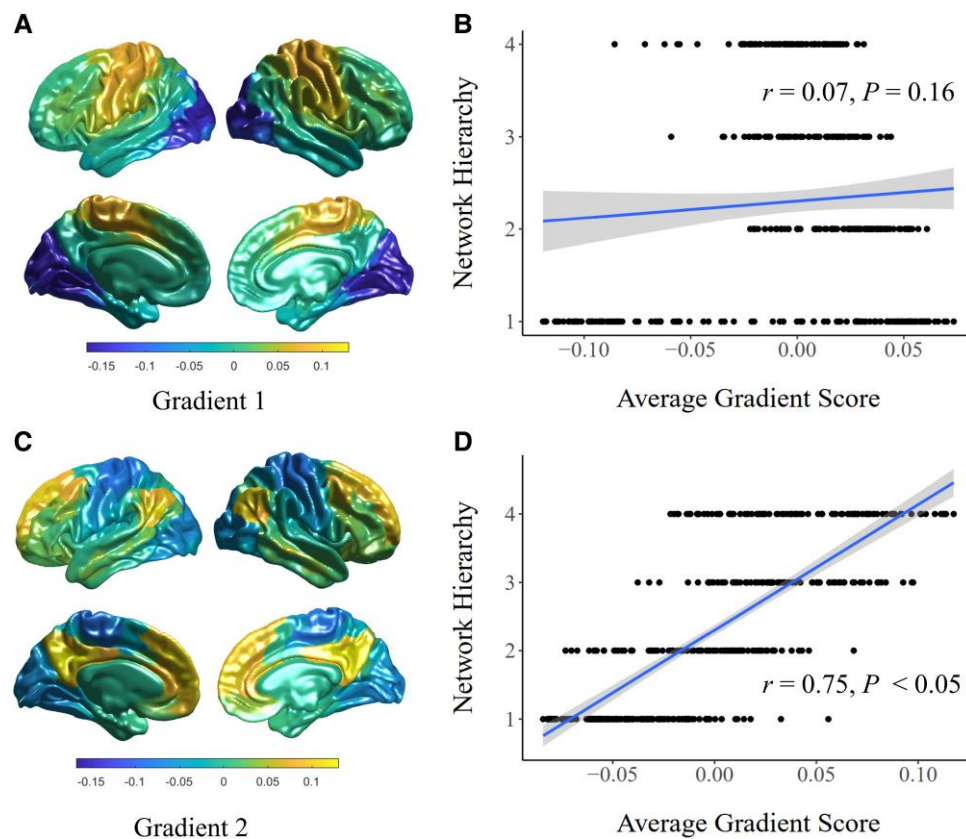 A
-0.15 -0.1 -0.05 0 0.05 0.1
Gradient 1
B
Network Hierarchy
4
3
2
1
r = 0.07, P = 0.16
−0.10 −0.05 0.00 0.05
Average Gradient Score
C
-0.15 -0.1 -0.05 0 0.05 0.1
Gradient 2
D
Network Hierarchy
4
3
2
1
r = 0.75, P < 0.05
−0.05 0.00 0.05 0.10
Average Gradient Score